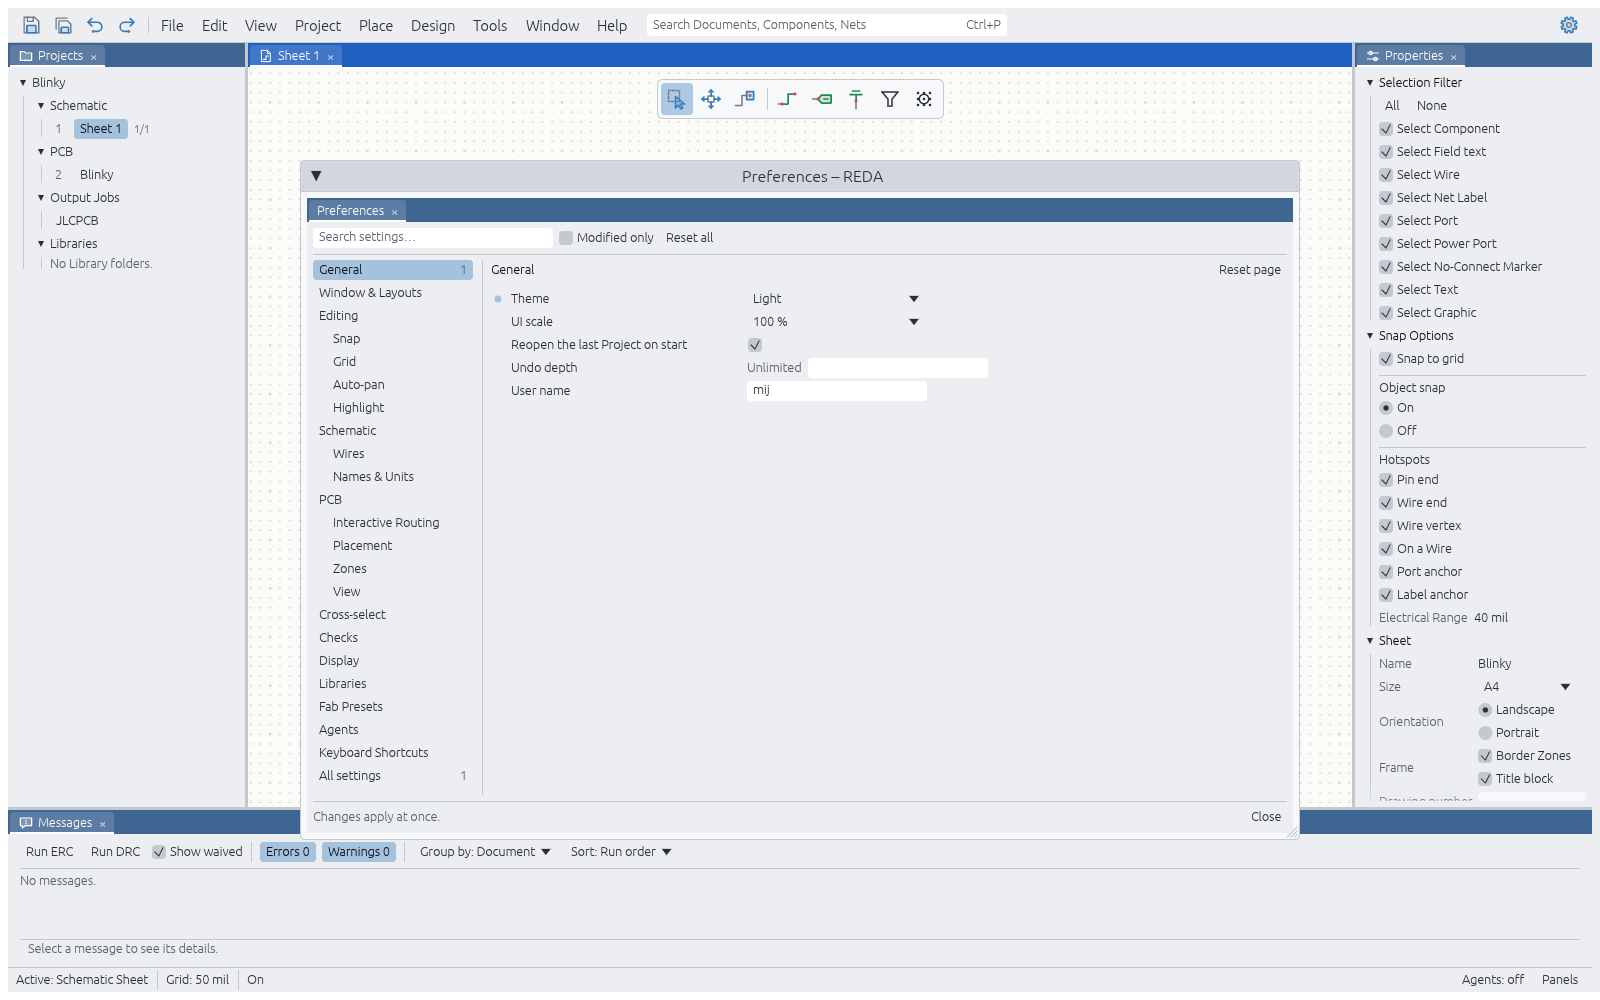 File Edit View Project Place Design Tools Window Help Search Documents, Components, Nets Ctrl+P
Projects ×
Blinky
Schematic
1 Sheet 1 1/1
PCB
2 Blinky
Output Jobs
JLCPCB
Libraries
No Library folders.
Sheet 1 ×
Preferences – REDA
Preferences ×
Search settings... Modified only Reset all
General 1
Window & Layouts
Editing
Snap
Grid
Auto-pan
Highlight
Schematic
Wires
Names & Units
PCB
Interactive Routing
Placement
Zones
View
Cross-select
Checks
Display
Libraries
Fab Presets
Agents
Keyboard Shortcuts
All settings 1
General Reset page
Theme Light
UI scale 100 %
Reopen the last Project on start
Undo depth Unlimited
User name mij
Changes apply at once. Close
Properties ×
Selection Filter
All None
Select Component
Select Field text
Select Wire
Select Net Label
Select Port
Select Power Port
Select No-Connect Marker
Select Text
Select Graphic
Snap Options
Snap to grid
Object snap
On
Off
Hotspots
Pin end
Wire end
Wire vertex
On a Wire
Port anchor
Label anchor
Electrical Range 40 mil
Sheet
Name Blinky
Size A4
Orientation Landscape
Portrait
Frame Border Zones
Title block
Drawing number
Messages ×
Run ERC Run DRC Show waived Errors 0 Warnings 0 Group by: Document Sort: Run order
No messages.
Select a message to see its details.
Active: Schematic Sheet Grid: 50 mil On Agents: off Panels